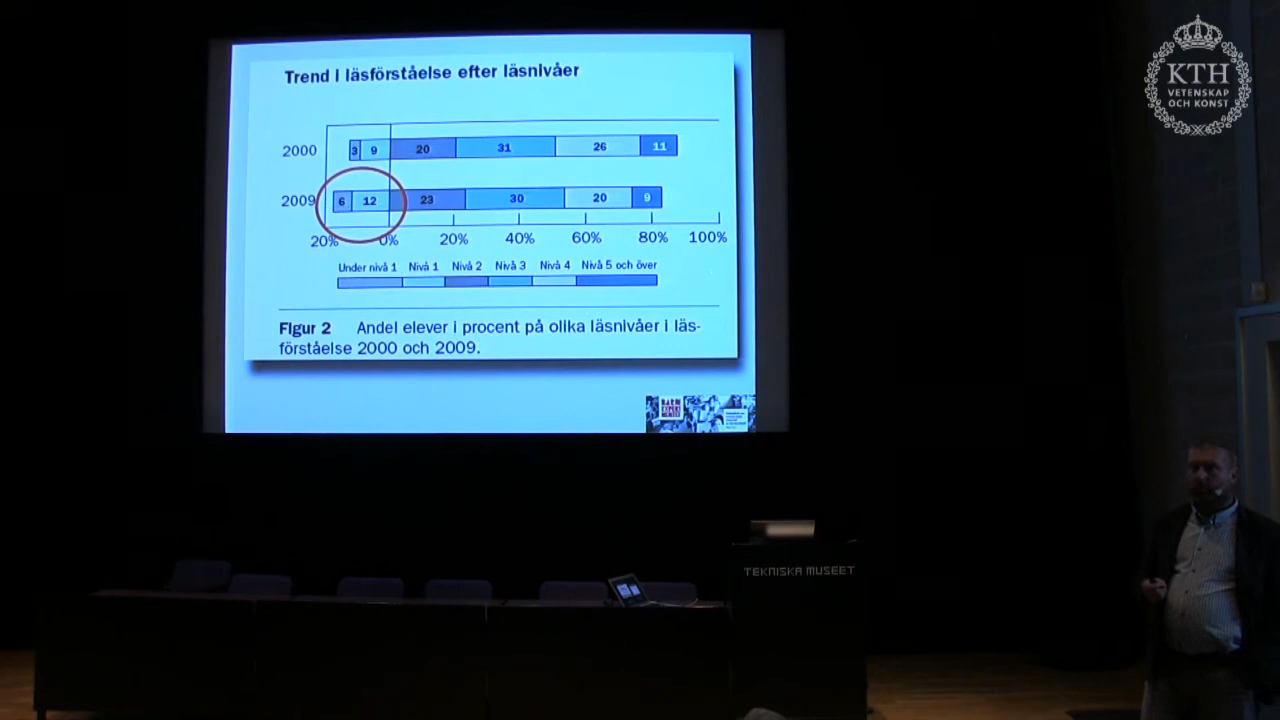 Trend i läsförståelse efter läsnivåer
2000 3 9 20 31 26 11
2009 6 12 23 30 20 9
20% 0% 20% 40% 60% 80% 100%
Under nivå 1 Nivå 1 Nivå 2 Nivå 3 Nivå 4 Nivå 5 och över
Figur 2 Andel elever i procent på olika läsnivåer i läs-
förståelse 2000 och 2009.
KTH
VETENSKAP
OCH KONST
TEKNISKA MUSEET